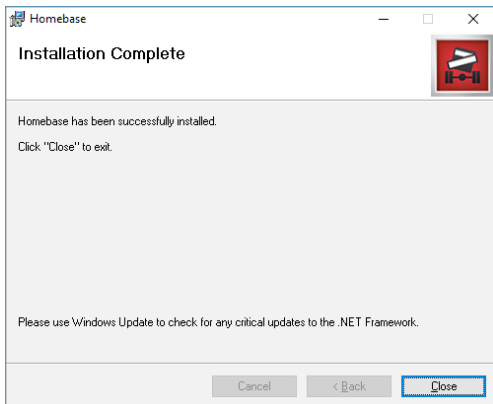 Homebase
Installation Complete
Homebase has been successfully installed.
Click "Close" to exit.
Please use Windows Update to check for any critical updates to the .NET Framework.
Cancel
< Back
Close